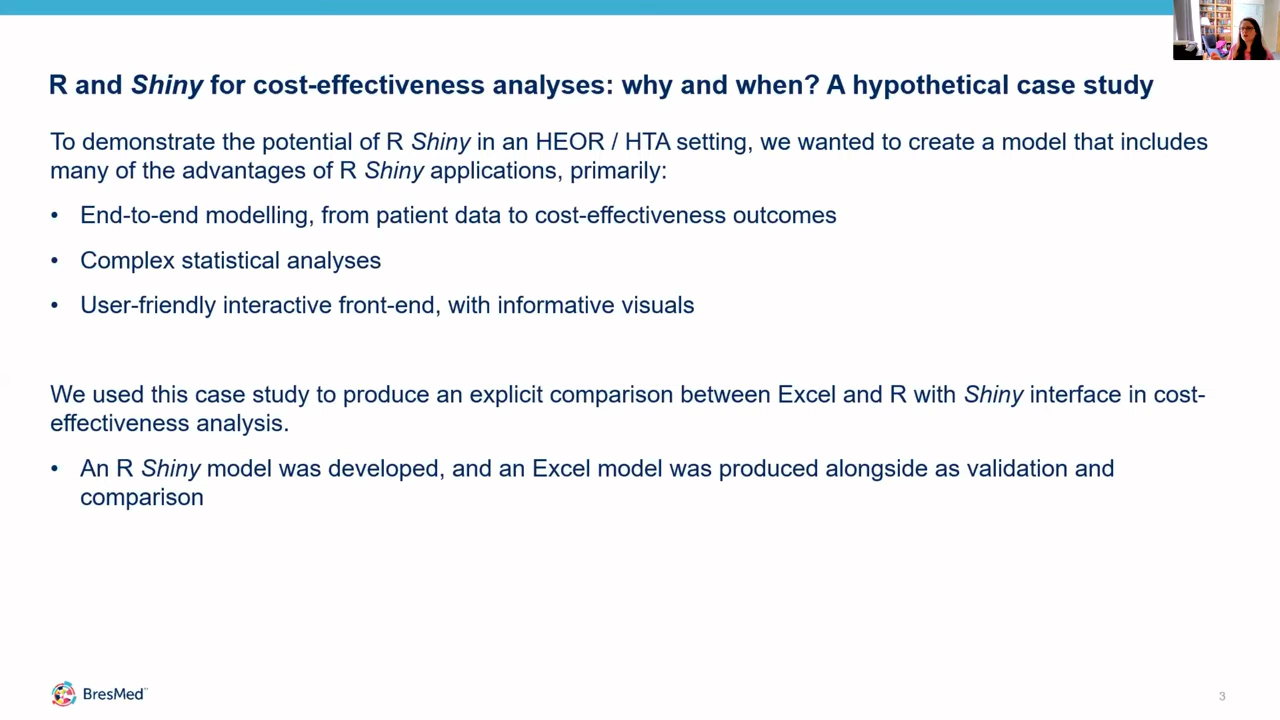 R and Shiny for cost-effectiveness analyses: why and when? A hypothetical case study
To demonstrate the potential of R Shiny in an HEOR / HTA setting, we wanted to create a model that includes
many of the advantages of R Shiny applications, primarily:
• End-to-end modelling, from patient data to cost-effectiveness outcomes
• Complex statistical analyses
• User-friendly interactive front-end, with informative visuals
We used this case study to produce an explicit comparison between Excel and R with Shiny interface in cost-
effectiveness analysis.
• An R Shiny model was developed, and an Excel model was produced alongside as validation and
comparison
BresMed™
3